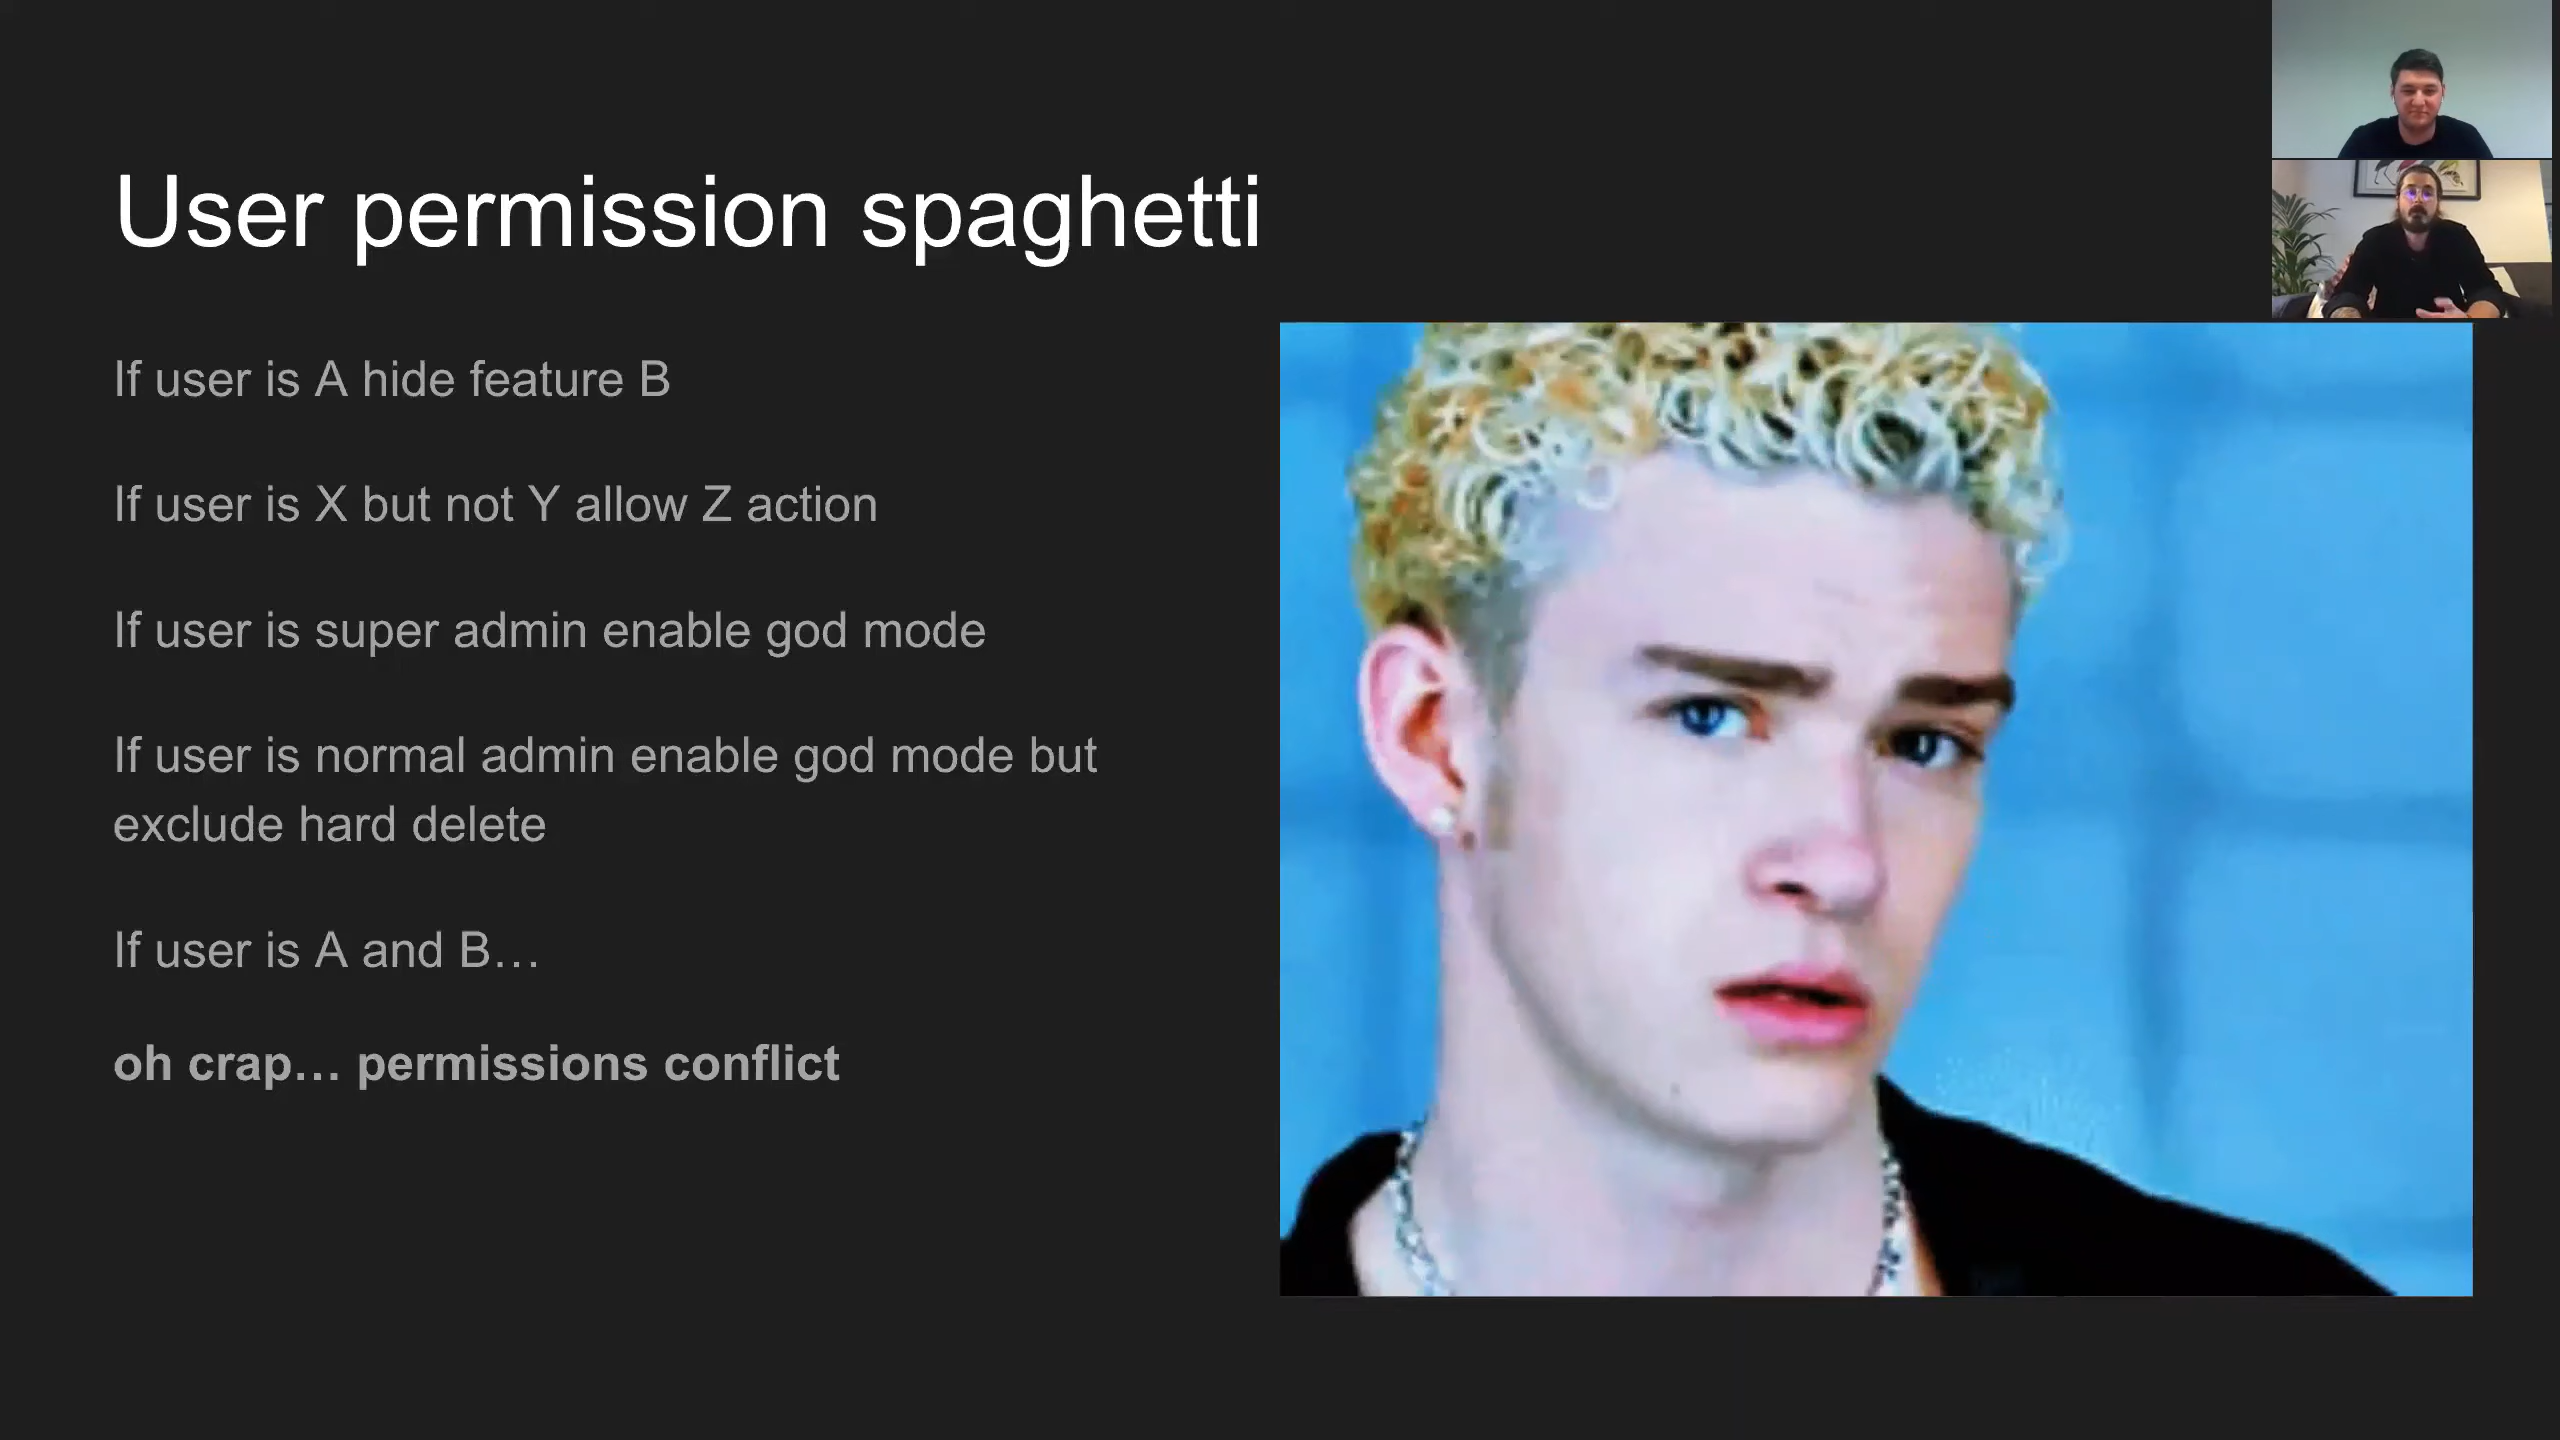 User permission spaghetti
If user is A hide feature B
If user is X but not Y allow Z action
If user is super admin enable god mode
If user is normal admin enable god mode but
exclude hard delete
If user is A and B…
oh crap… permissions conflict